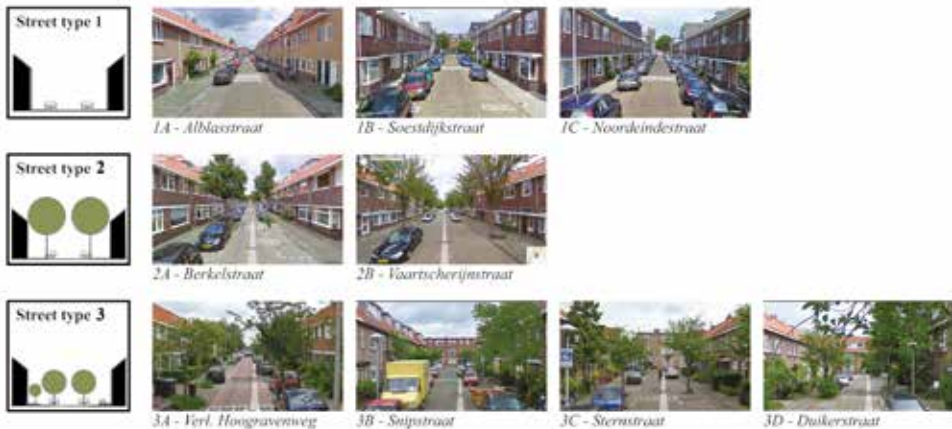 Street type 1
1A - Alblasstraat
1B - Soestdijkstraat
1C - Noordeindestraat
Street type 2
2A - Berkelstraat
2B - Vaartscherijnstraat
Street type 3
3A - Verl. Hoogravenweg
3B - Snipstraat
3C - Sternstraat
3D - Duikerstraat